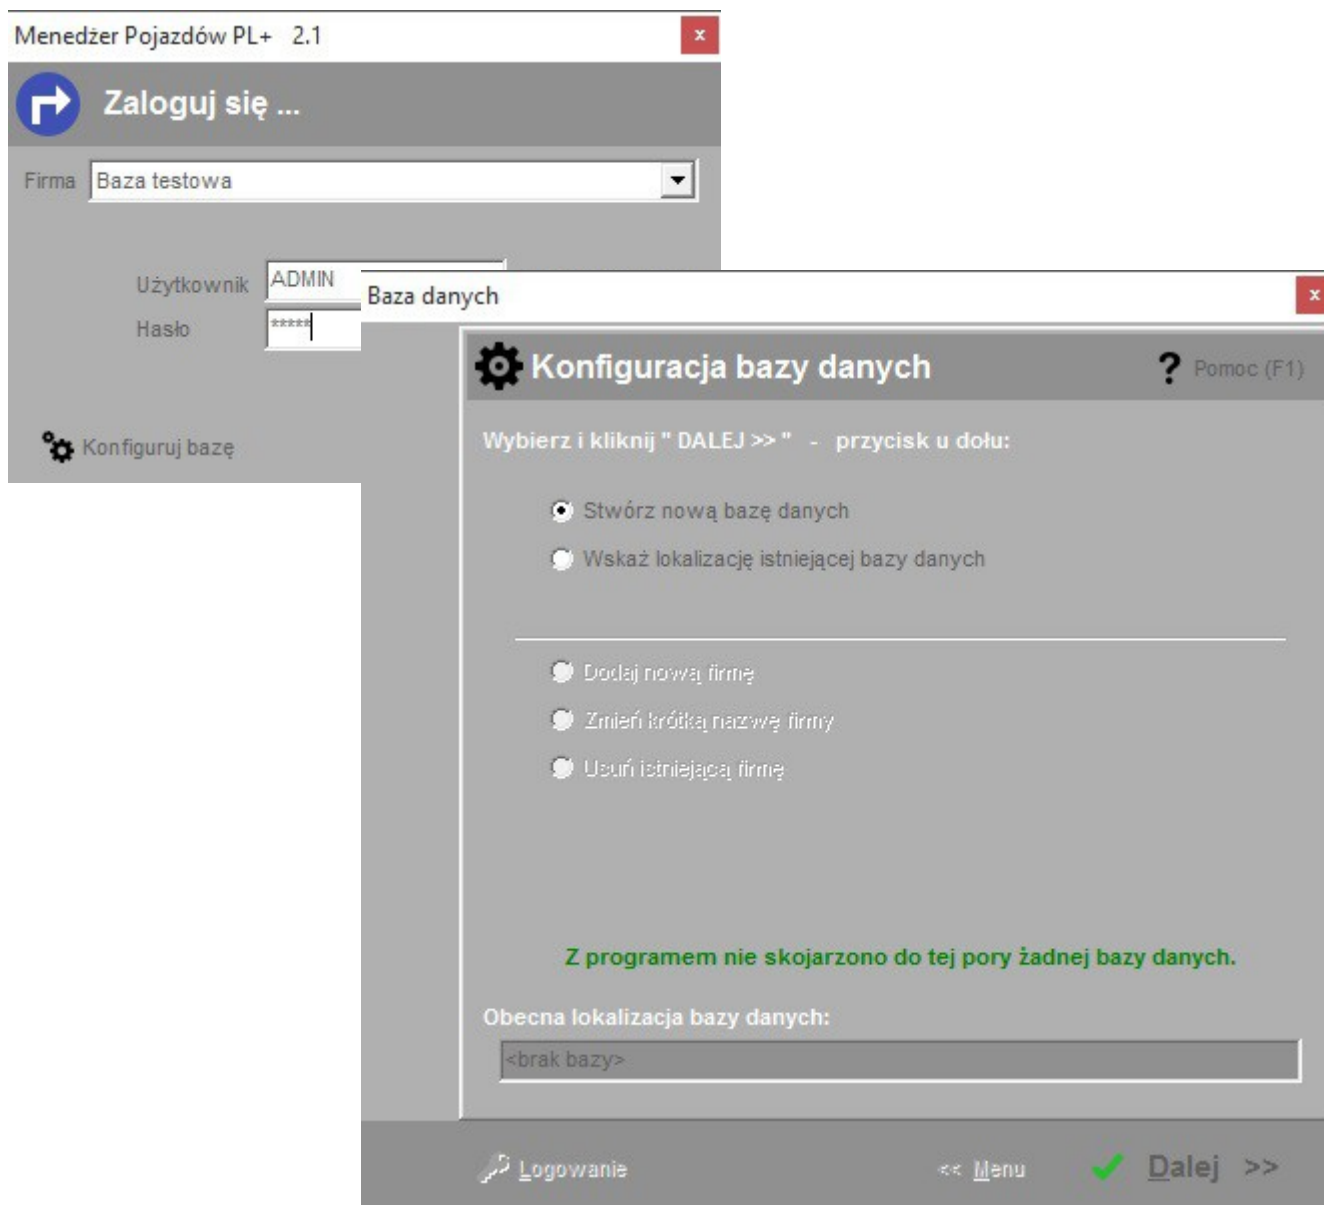 Menedżer Pojazdów PL+ 2.1
x
Zaloguj się ...
Firma Baza testowa
Użytkownik ADMIN
Hasło *****
Konfiguruj bazę
Baza danych
x
Konfiguracja bazy danych
? Pomoc (F1)
Wybierz i kliknij " DALEJ >> " - przycisk u dołu:
Stwórz nową bazę danych
Wskaż lokalizację istniejącej bazy danych
Dodaj nową firmę
Zmień krótką nazwę firmy
Usuń istniejącą firmę
Z programem nie skojarzono do tej pory żadnej bazy danych.
Obecna lokalizacja bazy danych:
<brak bazy>
Logowanie
<< Menu
Dalej >>